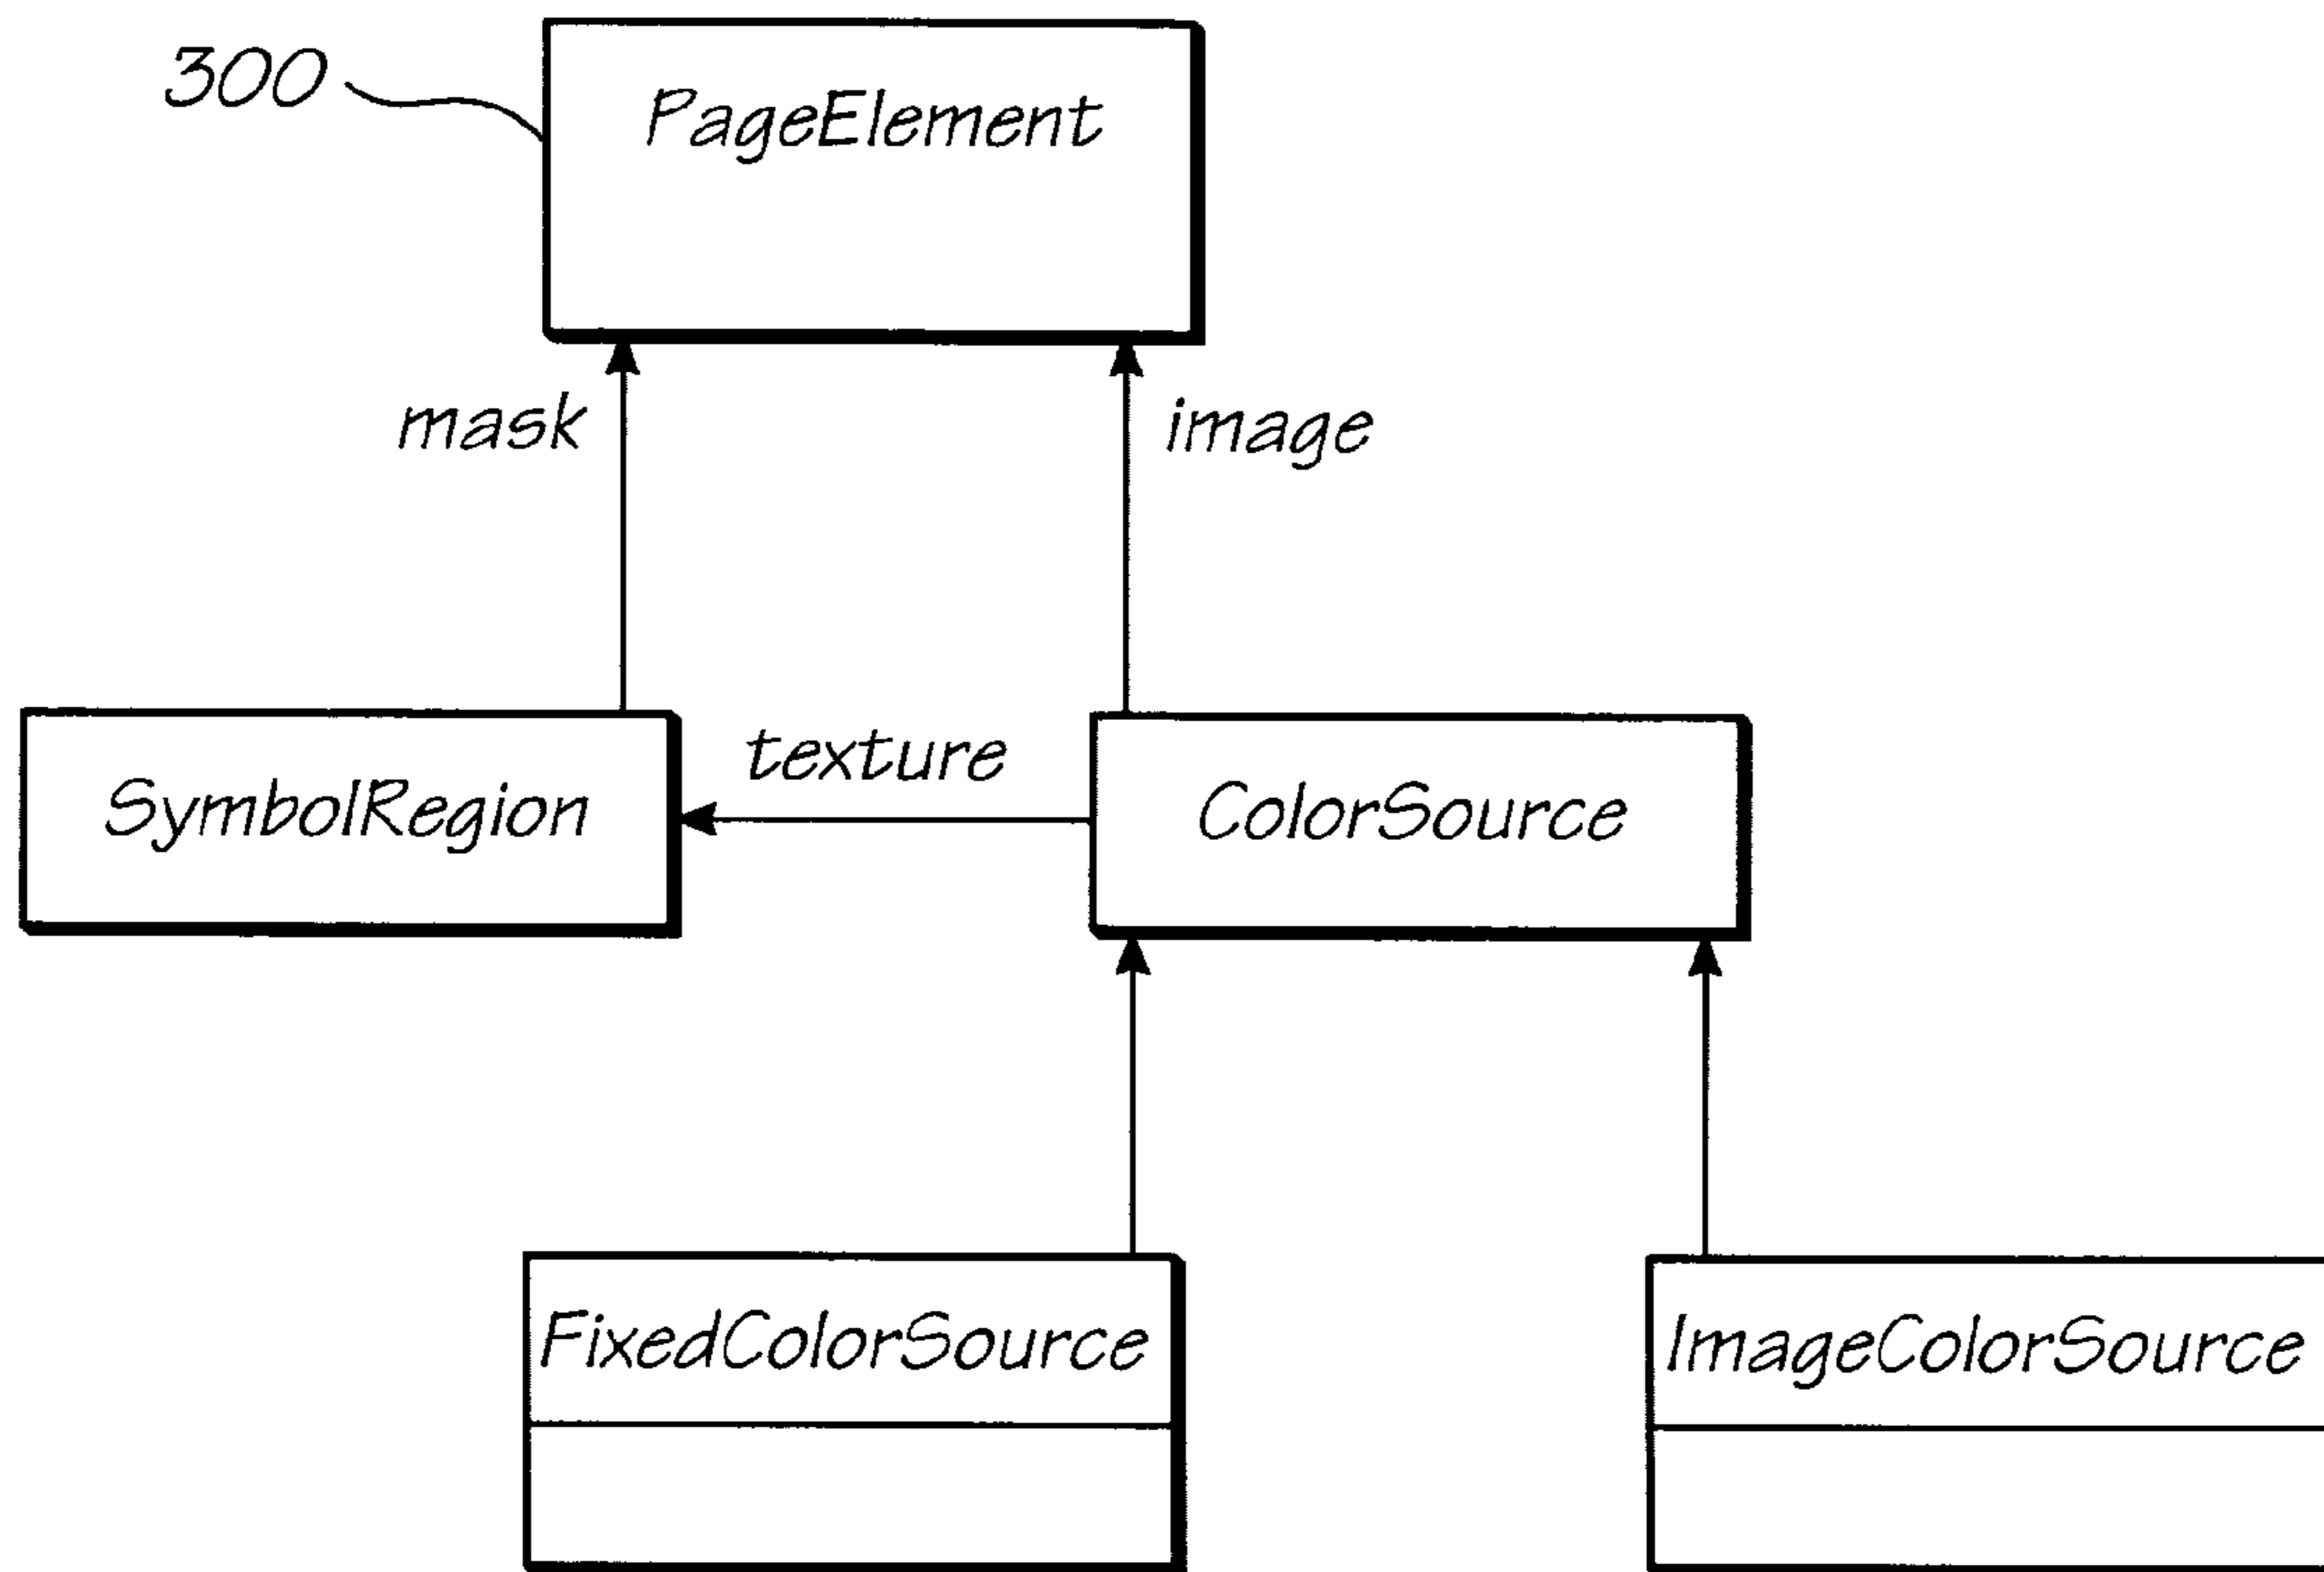 300
PageElement
mask
image
SymbolRegion
texture
ColorSource
FixedColorSource
ImageColorSource